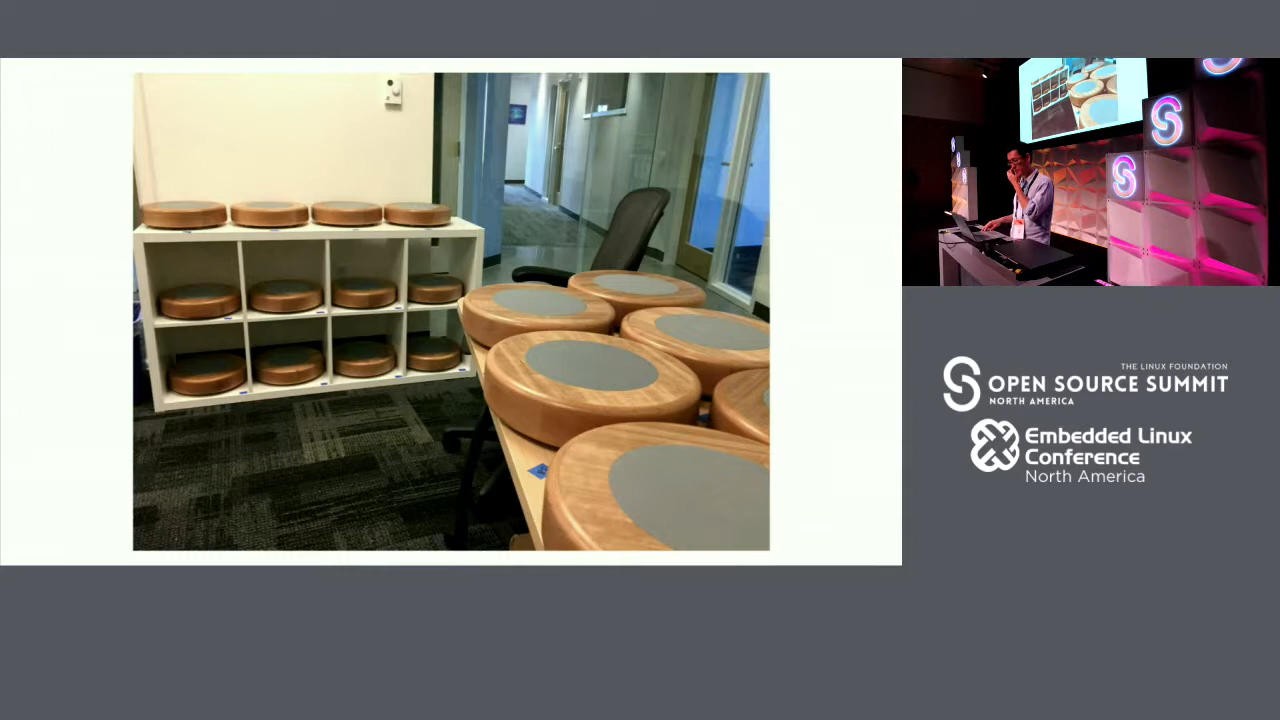 THE LINUX FOUNDATION
OPEN SOURCE SUMMIT
NORTH AMERICA
Embedded Linux
Conference
North America